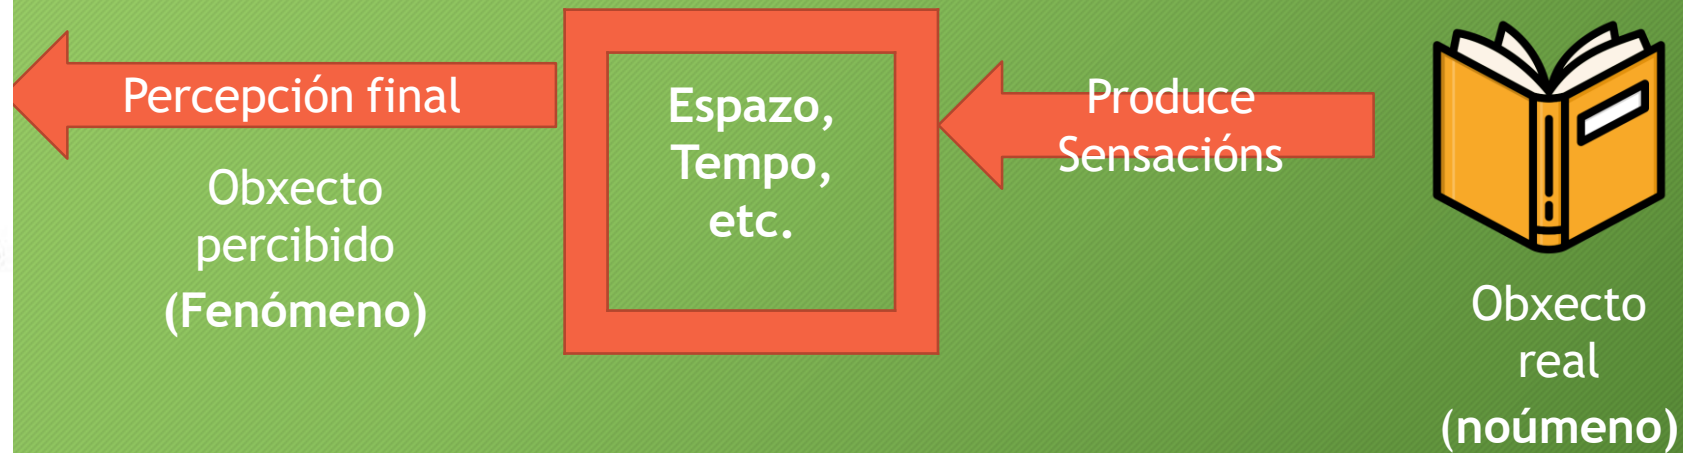 Percepción final
Obxecto
percibido
(Fenómeno)
Espazo,
Tempo,
etc.
Produce
Sensacións
Obxecto
real
(noúmeno)